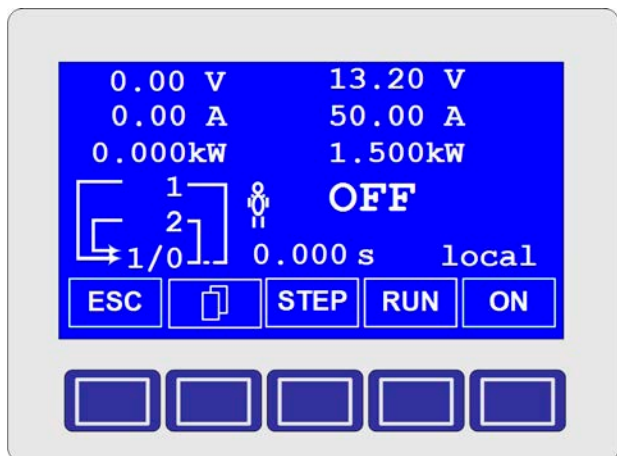 0.00 V 13.20 V
0.00 A 50.00 A
0.000kW 1.500kW
1 OFF
2
1/0 0.000 s local
ESC STEP RUN ON